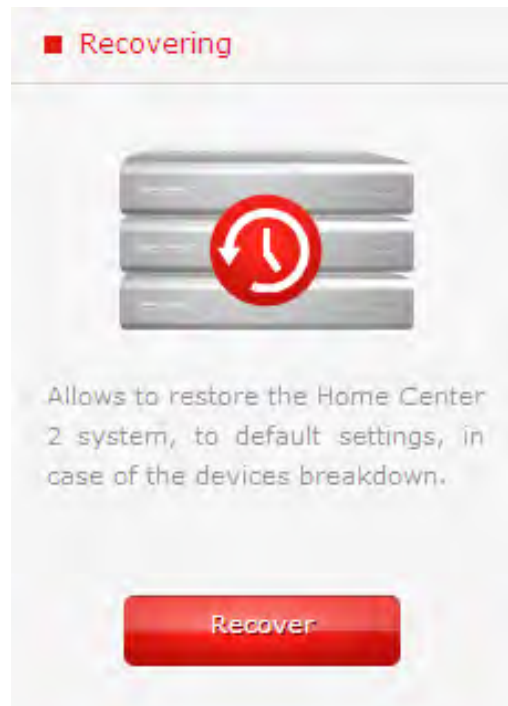 Recovering
Allows to restore the Home Center
2 system, to default settings, in
case of the devices breakdown.
Recover